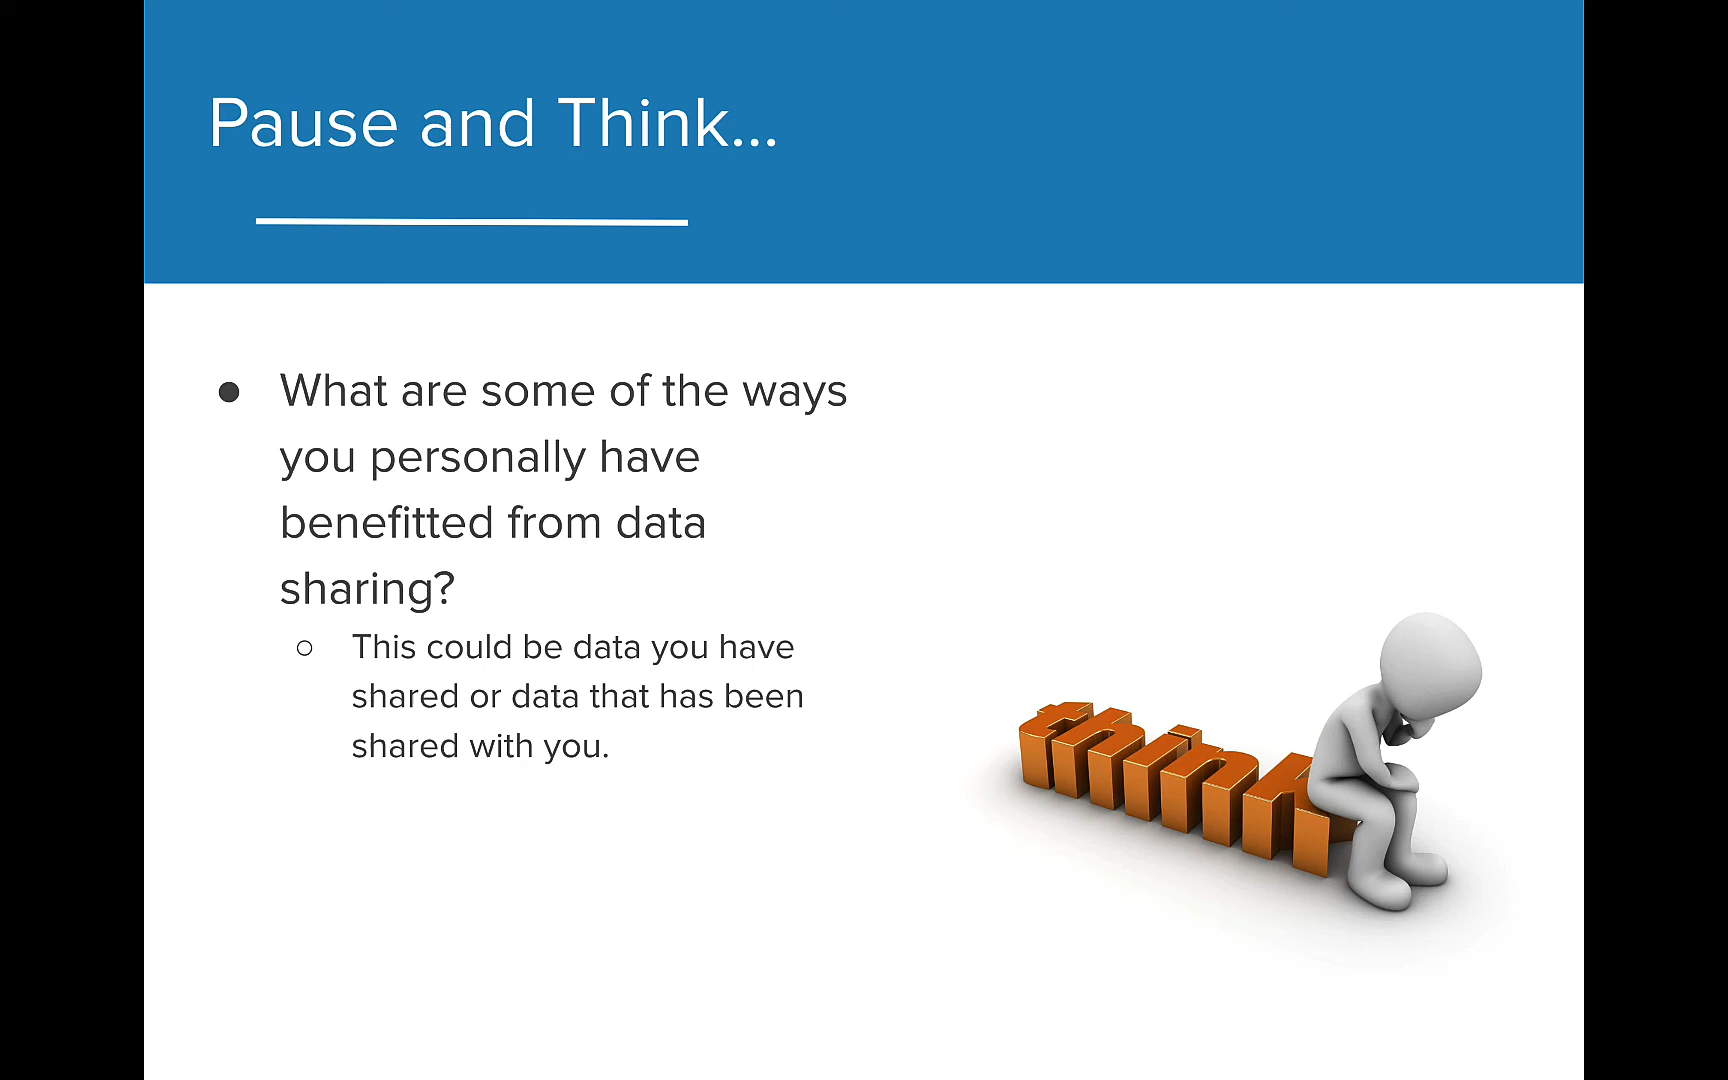 Pause and Think...
● What are some of the ways
you personally have
benefitted from data
sharing?
○ This could be data you have
shared or data that has been
shared with you.
think